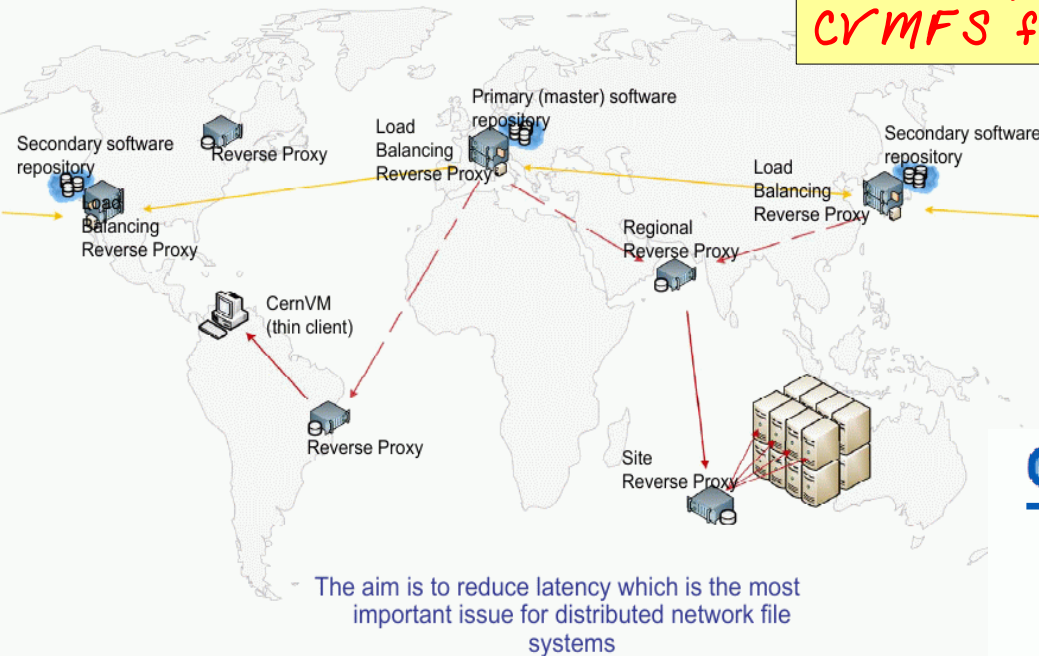 CVMFS f
Primary (master) software
repository
Load
Balancing
Reverse Proxy
Secondary software
repository
Reverse Proxy
Load
Balancing
Reverse Proxy
Secondary software
repository
Load
Balancing
Reverse Proxy
Regional
Reverse Proxy
CernVM
(thin client)
Reverse Proxy
Site
Reverse Proxy
The aim is to reduce latency which is the most
important issue for distributed network file
systems